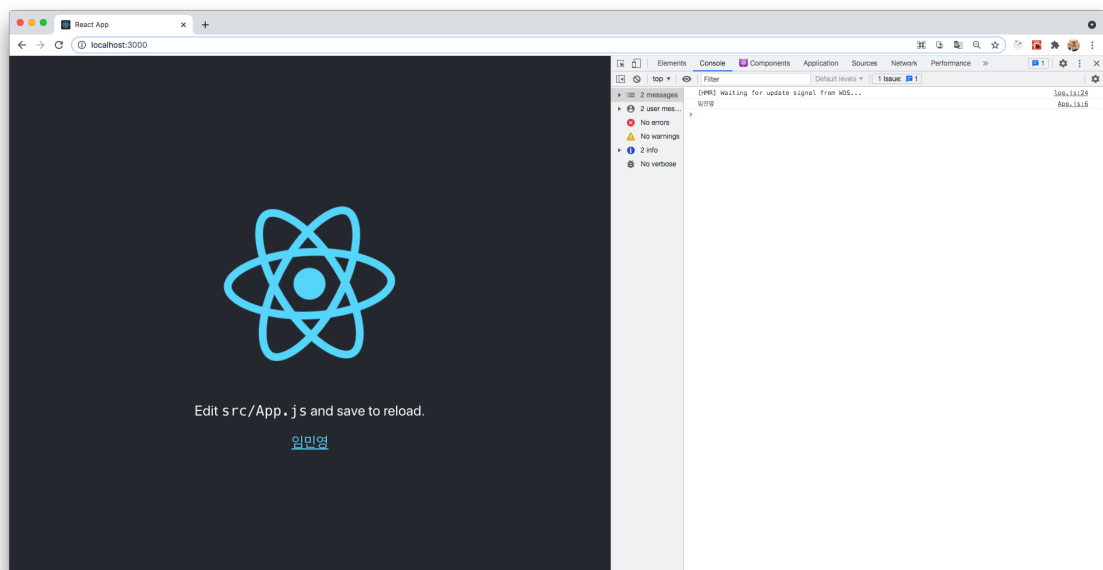 React App
localhost:3000
Elements Console Components Application Sources Network Performance 1
top Filter Default levels 1 Issue: 1
2 messages
2 user mes...
No errors
No warnings
2 info
No verbose
[HMR] Waiting for update signal from WDS... log.js:24
임민영 App.js:6
Edit src/App.js and save to reload.
임민영